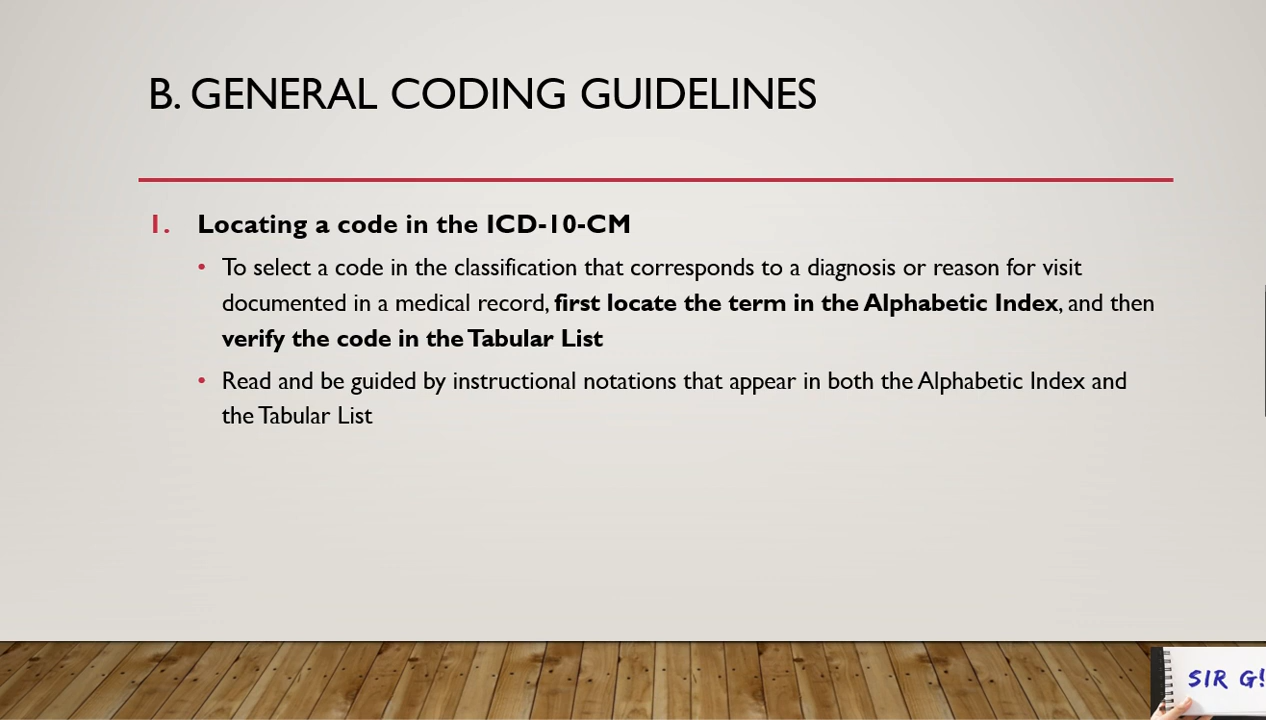 B. GENERAL CODING GUIDELINES
1. Locating a code in the ICD-10-CM
• To select a code in the classification that corresponds to a diagnosis or reason for visit
documented in a medical record, first locate the term in the Alphabetic Index, and then
verify the code in the Tabular List
• Read and be guided by instructional notations that appear in both the Alphabetic Index and
the Tabular List
SIR G!